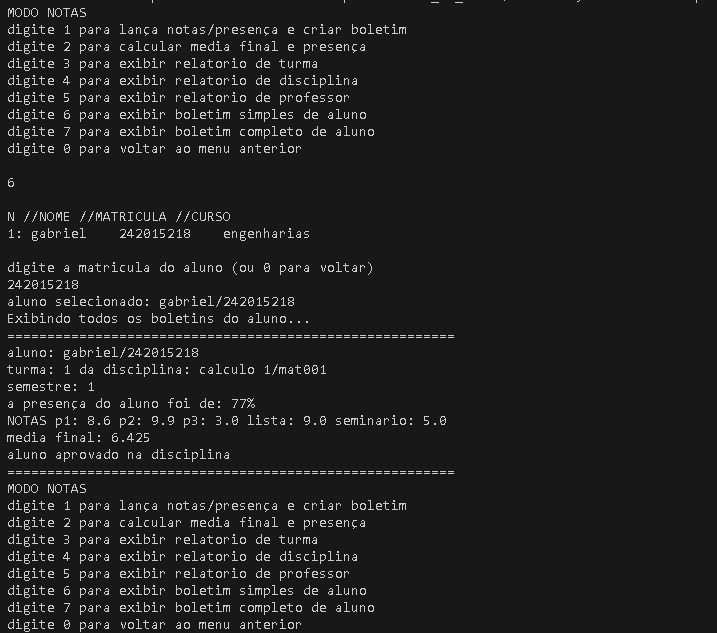 MODO NOTAS
digite 1 para lança notas/presença e criar boletim
digite 2 para calcular media final e presença
digite 3 para exibir relatorio de turma
digite 4 para exibir relatorio de disciplina
digite 5 para exibir relatorio de professor
digite 6 para exibir boletim simples de aluno
digite 7 para exibir boletim completo de aluno
digite 0 para voltar ao menu anterior
6
N //NOME //MATRICULA //CURSO
1: gabriel    242015218    engenharias
digite a matricula do aluno (ou 0 para voltar)
242015218
aluno selecionado: gabriel/242015218
Exibindo todos os boletins do aluno...
========================================================
aluno: gabriel/242015218
turma: 1 da disciplina: calculo 1/mat001
semestre: 1
a presença do aluno foi de: 77%
NOTAS p1: 8.6 p2: 9.9 p3: 3.0 lista: 9.0 seminario: 5.0
media final: 6.425
aluno aprovado na disciplina
========================================================
MODO NOTAS
digite 1 para lança notas/presença e criar boletim
digite 2 para calcular media final e presença
digite 3 para exibir relatorio de turma
digite 4 para exibir relatorio de disciplina
digite 5 para exibir relatorio de professor
digite 6 para exibir boletim simples de aluno
digite 7 para exibir boletim completo de aluno
digite 0 para voltar ao menu anterior